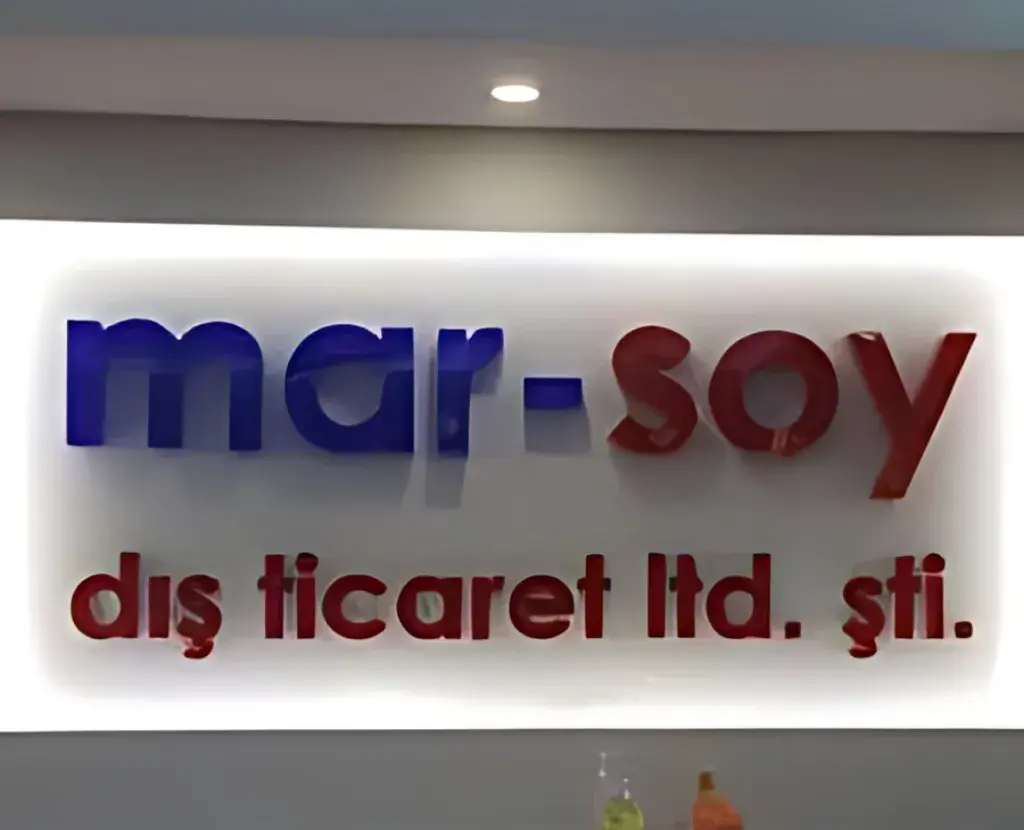 mar-soy
dış ticaret ltd. şti.